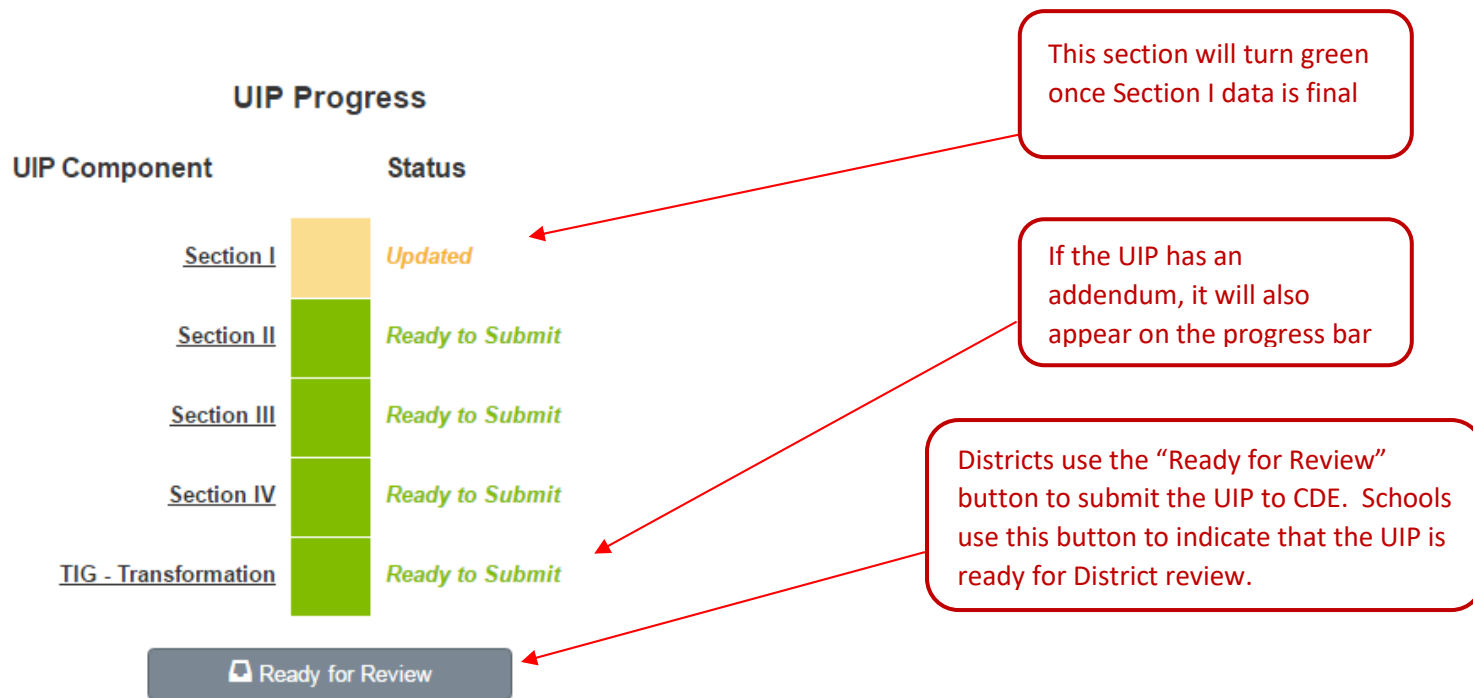 This section will turn green
once Section I data is final
UIP Progress
UIP Component Status
Section I Updated
If the UIP has an
addendum, it will also
appear on the progress bar
Section II Ready to Submit
Section III Ready to Submit
Districts use the “Ready for Review”
button to submit the UIP to CDE.  Schools
use this button to indicate that the UIP is
ready for District review.
Section IV Ready to Submit
TIG - Transformation Ready to Submit
Ready for Review